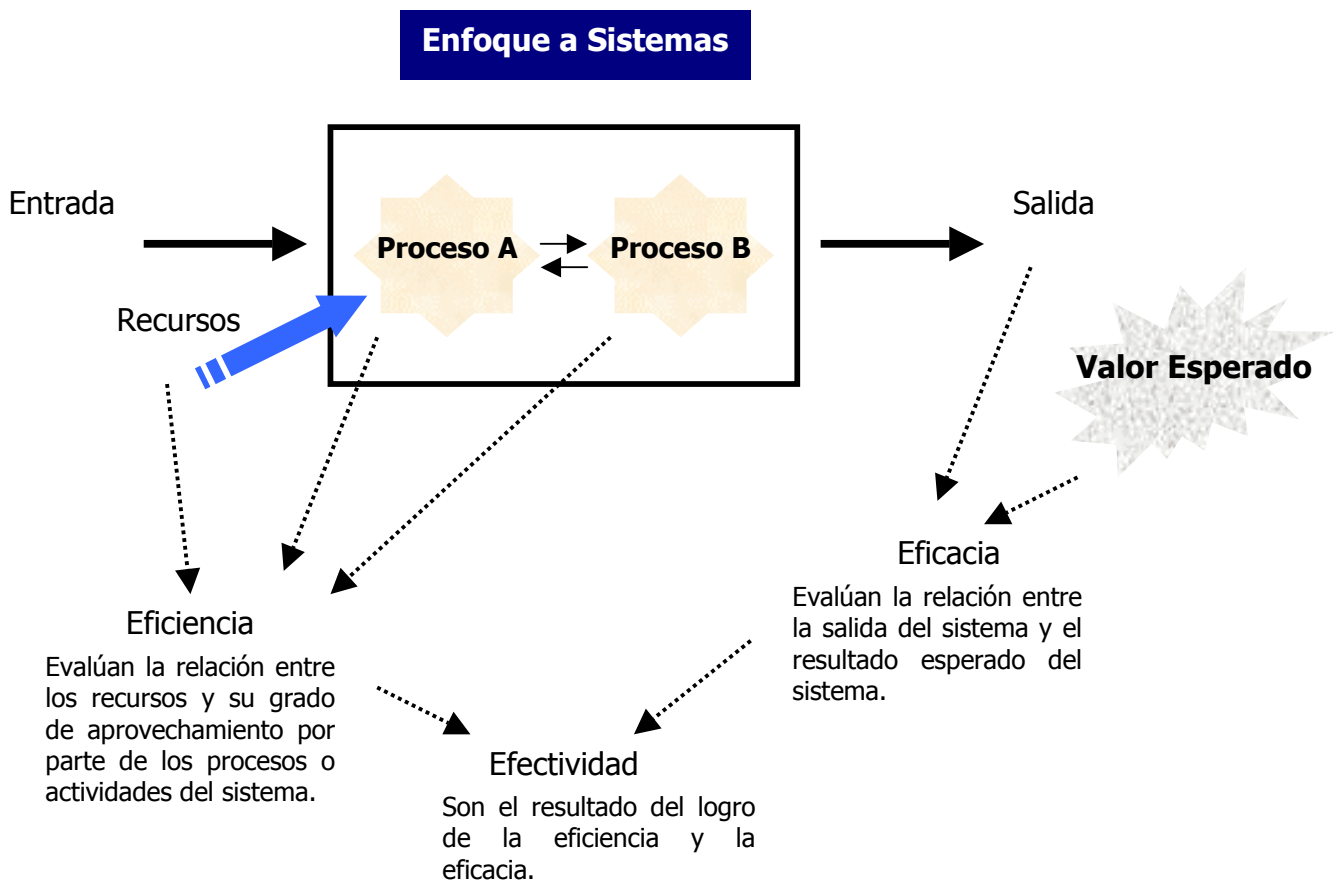 Enfoque a Sistemas
Entrada
Salida
Proceso A
Proceso B
Recursos
Valor Esperado
Eficacia
Evalúan la relación entre
la salida del sistema y el
resultado esperado del
sistema.
Eficiencia
Evalúan la relación entre
los recursos y su grado
de aprovechamiento por
parte de los procesos o
actividades del sistema.
Efectividad
Son el resultado del logro
de la eficiencia y la
eficacia.